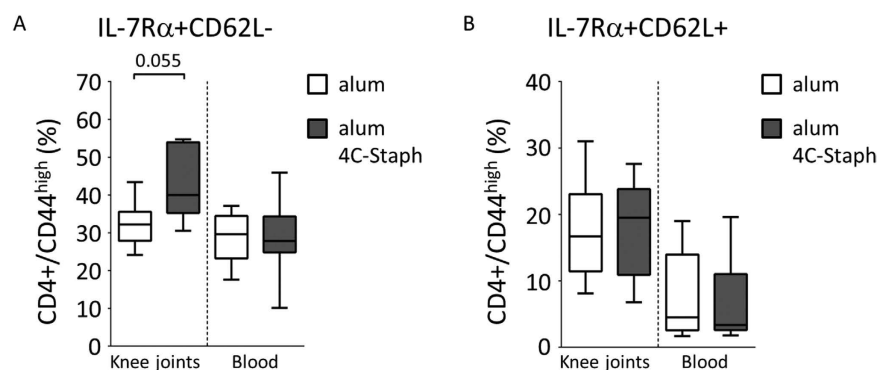 A
IL-7Rα+CD62L-
0.055
CD4+/CD44high (%)
70
60
50
40
30
20
10
0
Knee joints
Blood
alum
alum
4C-Staph
B
IL-7Rα+CD62L+
CD4+/CD44high (%)
40
30
20
10
0
Knee joints
Blood
alum
alum
4C-Staph